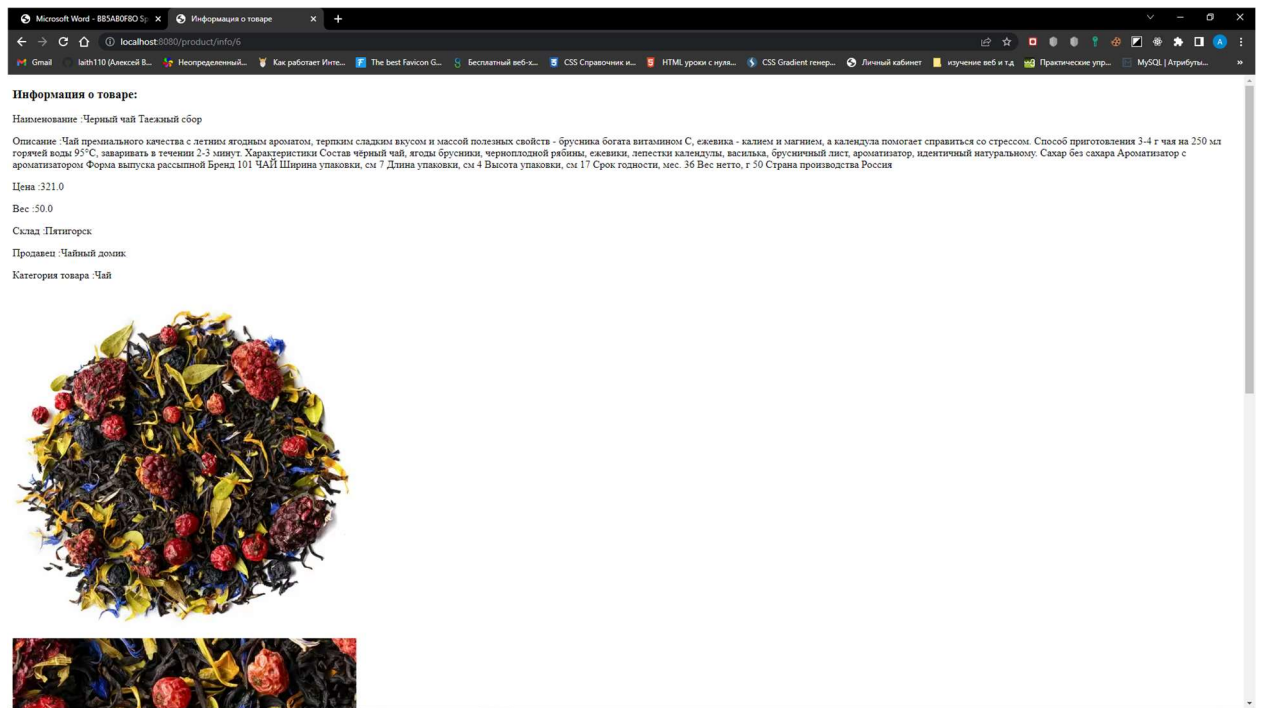 Microsoft Word - BB5AB0F8O Sp
Информация о товаре
localhost:8080/product/info/6
Gmail
laith110 (Алексей В...
Неопределенный...
Как работает Инте...
The best Favicon G...
Бесплатный веб-х...
CSS Справочник и...
HTML уроки с нуля...
CSS Gradient генер...
Личный кабинет
изучение веб и т.д
Практические упр...
MySQL | Атрибуты...
Информация о товаре:
Наименование :Черный чай Таежный сбор
Описание :Чай премиального качества с летним ягодным ароматом, терпким сладким вкусом и массой полезных свойств - брусника богата витамином С, ежевика - калием и магнием, а календула помогает справиться со стрессом. Способ приготовления 3-4 г чая на 250 мл
горячей воды 95°С, заваривать в течении 2-3 минут. Характеристики Состав чёрный чай, ягоды брусники, черноплодной рябины, ежевики, лепестки календулы, василька, брусничный лист, ароматизатор, идентичный натуральному. Сахар без сахара Ароматизатор с
ароматизатором Форма выпуска рассыпной Бренд 101 ЧАЙ Ширина упаковки, см 7 Длина упаковки, см 4 Высота упаковки, см 17 Срок годности, мес. 36 Вес нетто, г 50 Страна производства Россия
Цена :321.0
Вес :50.0
Склад :Пятигорск
Продавец :Чайный домик
Категория товара :Чай